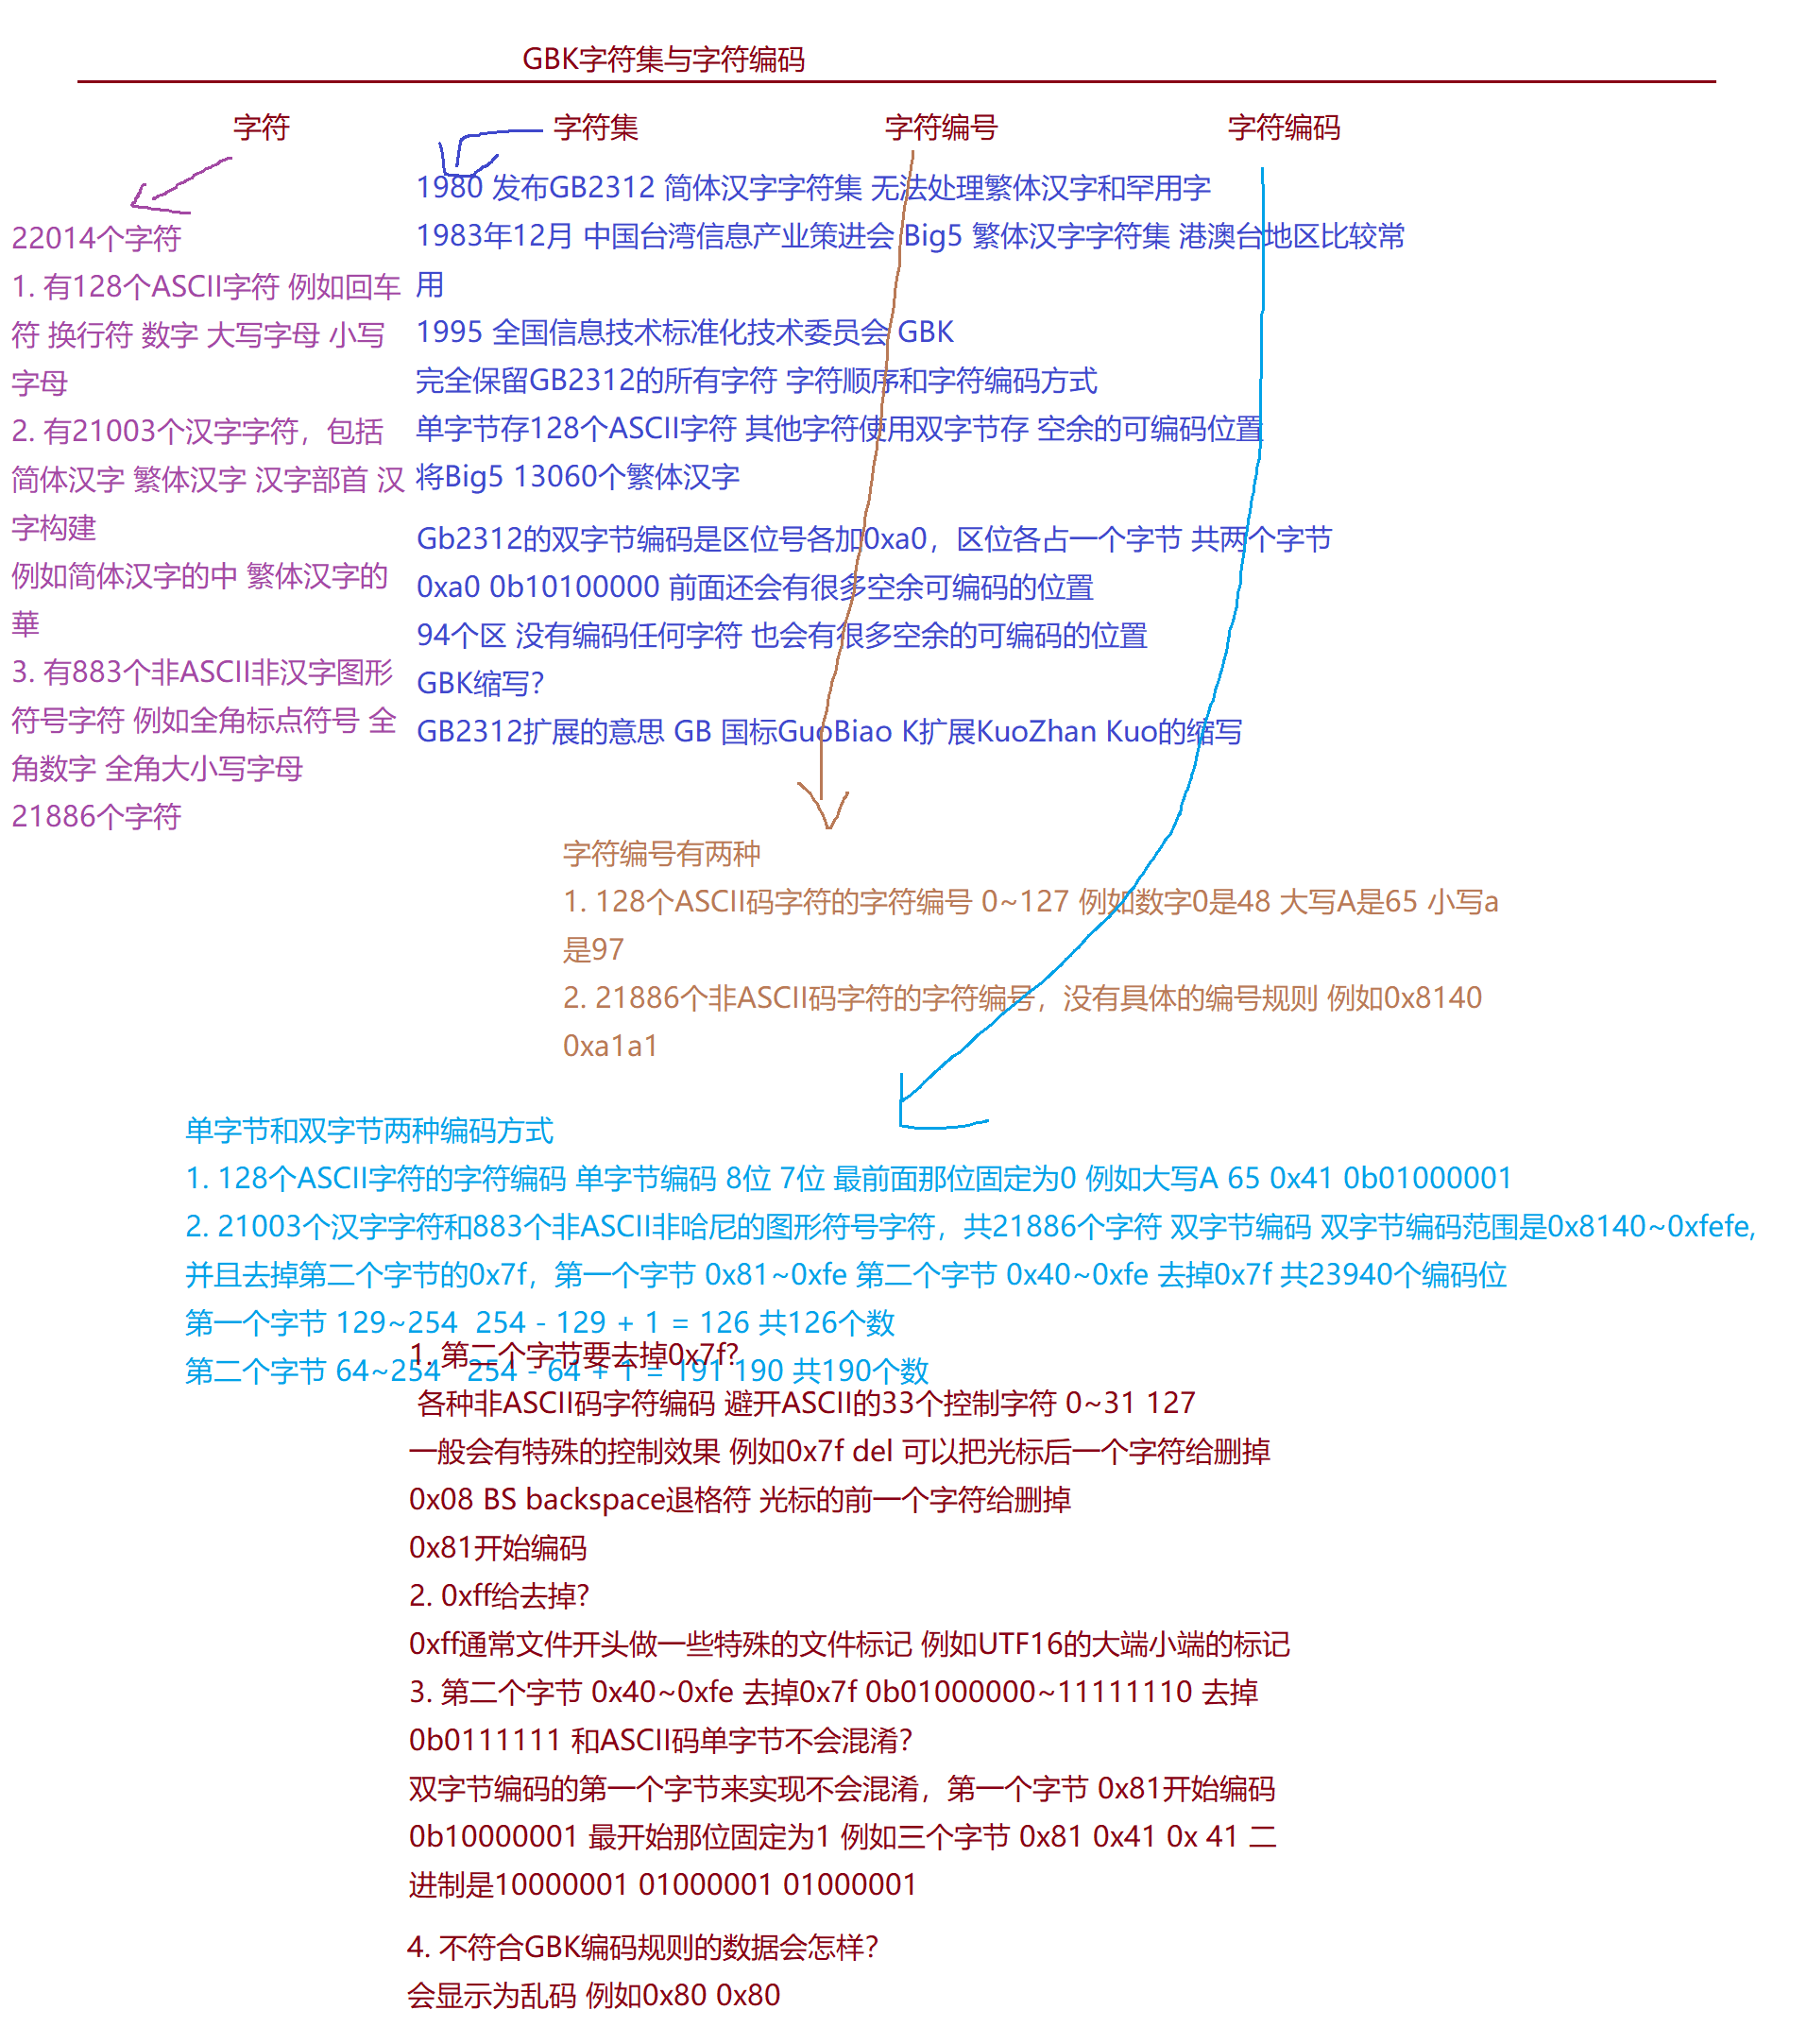 GBK字符集与字符编码
字符
字符集
字符编号
字符编码
22014个字符
1. 有128个ASCII字符 例如回车
符 换行符 数字 大写字母 小写
字母
2. 有21003个汉字字符，包括
简体汉字 繁体汉字 汉字部首 汉
字构建
例如简体汉字的中 繁体汉字的
華
3. 有883个非ASCII非汉字图形
符号字符 例如全角标点符号 全
角数字 全角大小写字母
21886个字符
1980 发布GB2312 简体汉字字符集 无法处理繁体汉字和罕用字
1983年12月 中国台湾信息产业策进会 Big5 繁体汉字字符集 港澳台地区比较常
用
1995 全国信息技术标准化技术委员会 GBK
完全保留GB2312的所有字符 字符顺序和字符编码方式
单字节存128个ASCII字符 其他字符使用双字节存 空余的可编码位置
将Big5 13060个繁体汉字
Gb2312的双字节编码是区位号各加0xa0，区位各占一个字节 共两个字节
0xa0 0b10100000 前面还会有很多空余可编码的位置
94个区 没有编码任何字符 也会有很多空余的可编码的位置
GBK缩写？
GB2312扩展的意思 GB 国标GuoBiao K扩展KuoZhan Kuo的缩写
字符编号有两种
1. 128个ASCII码字符的字符编号 0~127 例如数字0是48 大写A是65 小写a
是97
2. 21886个非ASCII码字符的字符编号，没有具体的编号规则 例如0x8140
0xa1a1
单字节和双字节两种编码方式
1. 128个ASCII字符的字符编码 单字节编码 8位 7位 最前面那位固定为0 例如大写A 65 0x41 0b01000001
2. 21003个汉字字符和883个非ASCII非哈尼的图形符号字符，共21886个字符 双字节编码 双字节编码范围是0x8140~0xfefe,
并且去掉第二个字节的0x7f，第一个字节 0x81~0xfe 第二个字节 0x40~0xfe 去掉0x7f 共23940个编码位
第一个字节 129~254  254 - 129 + 1 = 126 共126个数
第二个字节 64~254   254 - 64 + 1 = 191 190 共190个数
1. 第二个字节要去掉0x7f?
各种非ASCII码字符编码 避开ASCII的33个控制字符 0~31 127
一般会有特殊的控制效果 例如0x7f del 可以把光标后一个字符给删掉
0x08 BS backspace退格符 光标的前一个字符给删掉
0x81开始编码
2. 0xff给去掉?
0xff通常文件开头做一些特殊的文件标记 例如UTF16的大端小端的标记
3. 第二个字节 0x40~0xfe 去掉0x7f 0b01000000~11111110 去掉
0b0111111 和ASCII码单字节不会混淆？
双字节编码的第一个字节来实现不会混淆，第一个字节 0x81开始编码
0b10000001 最开始那位固定为1 例如三个字节 0x81 0x41 0x 41 二
进制是10000001 01000001 01000001
4. 不符合GBK编码规则的数据会怎样？
会显示为乱码 例如0x80 0x80